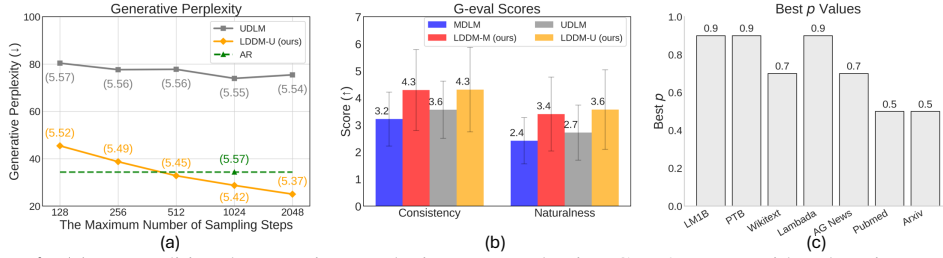 Generative Perplexity
Generative Perplexity (↓)
100
80
60
40
20
UDLM
LDDM-U (ours)
AR
(5.57)
(5.56)
(5.56)
(5.55)
(5.54)
(5.52)
(5.49)
(5.45)
(5.57)
(5.42)
(5.37)
128
256
512
1024
2048
The Maximum Number of Sampling Steps
(a)
G-eval Scores
Score (↑)
7
6
5
4
3
2
1
0
MDLM
LDDM-M (ours)
UDLM
LDDM-U (ours)
3.2
4.3
3.6
4.3
2.4
3.4
2.7
3.6
Consistency
Naturalness
(b)
Best p Values
Best p
1.0
0.8
0.6
0.4
0.2
0.0
0.9
0.9
0.7
0.9
0.7
0.5
0.5
LM1B
PTB
Wikitext
Lambada
AG News
Pubmed
Arxiv
(c)